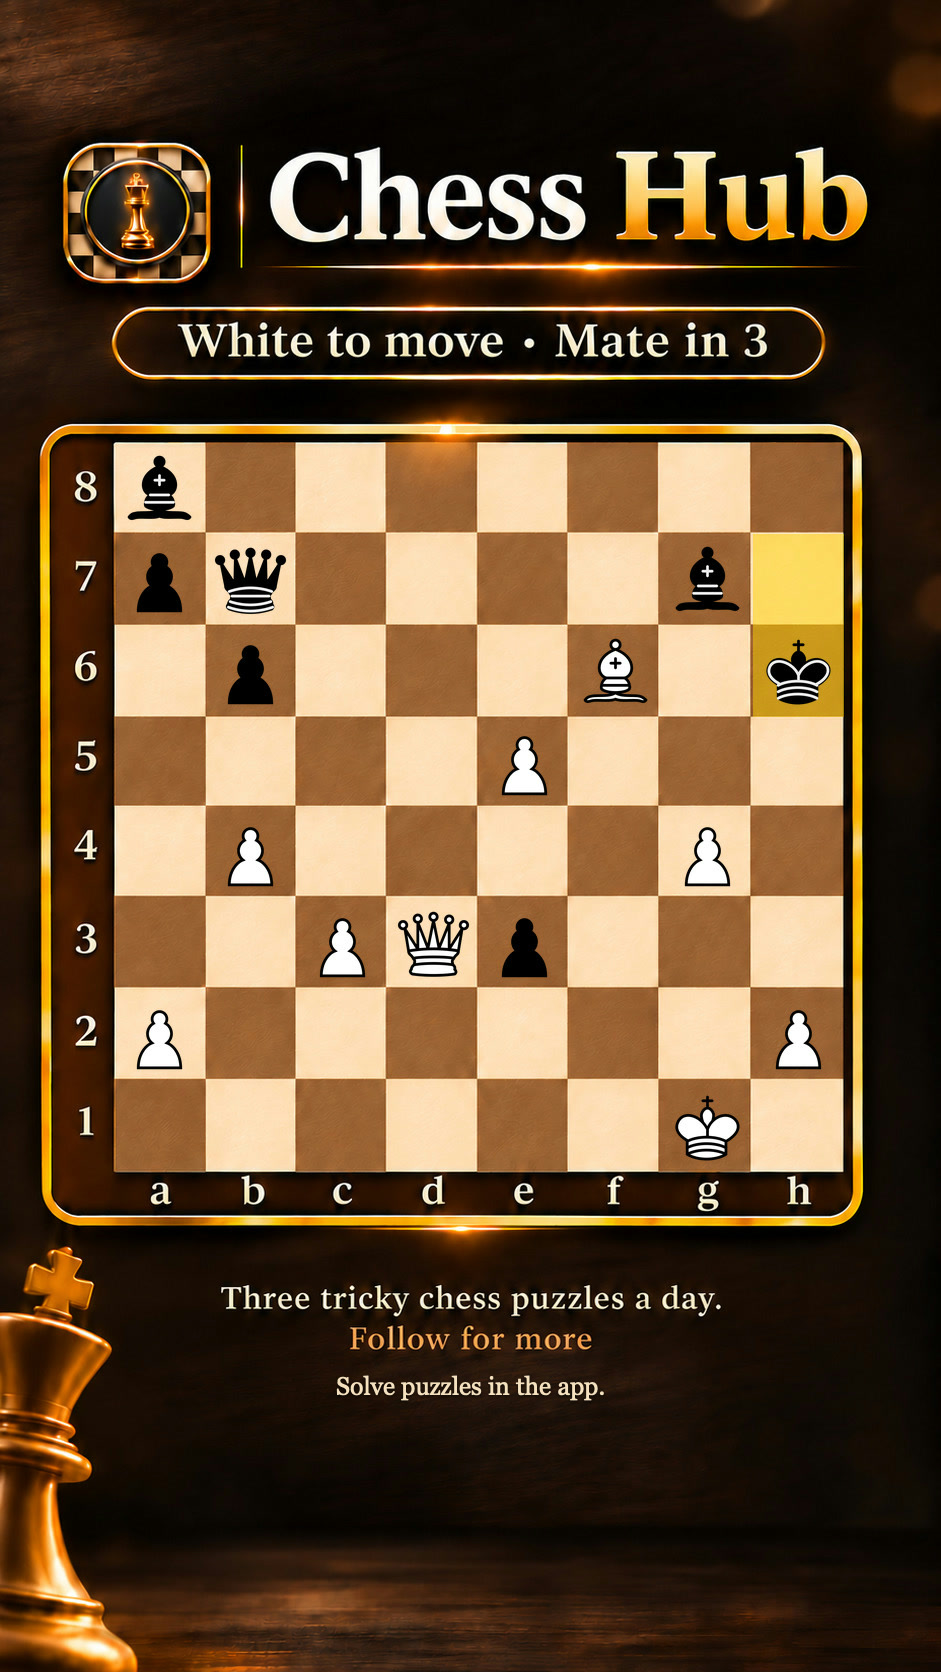 Chess Hub
White to move • Mate in 3
8
7
6
5
4
3
2
1
a b c d e f g h
Three tricky chess puzzles a day.
Follow for more
Solve puzzles in the app.